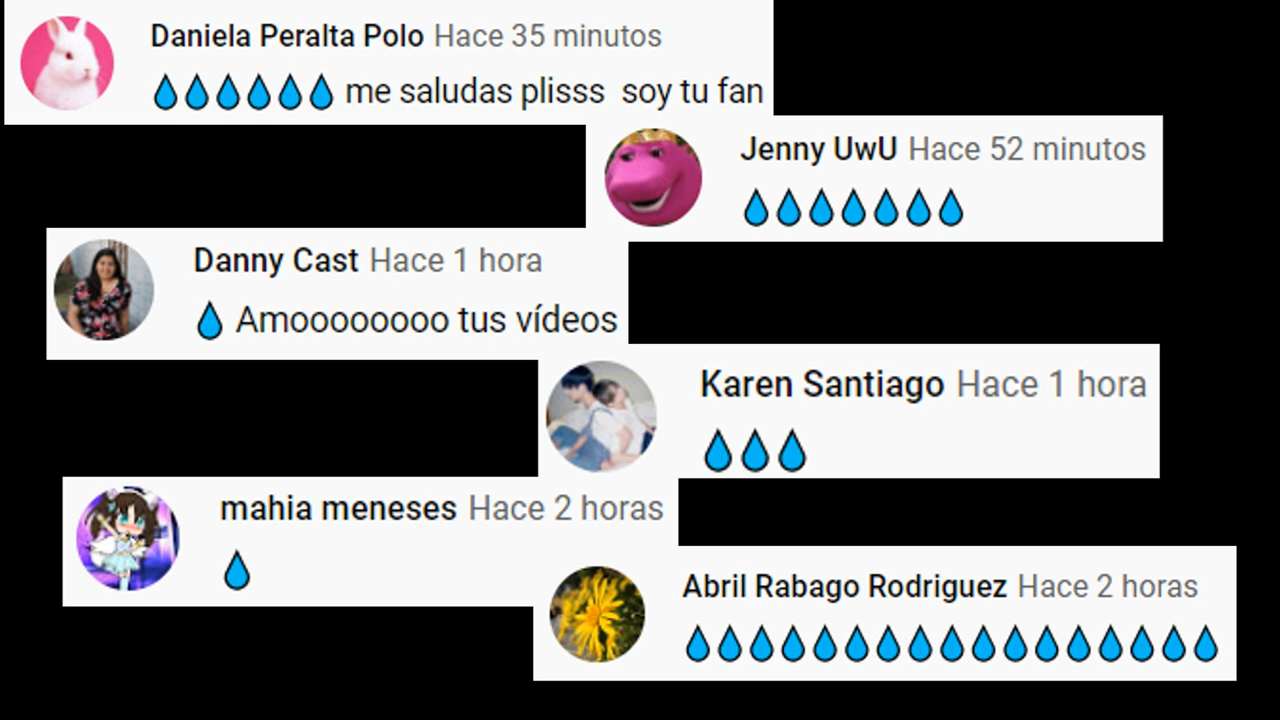 Daniela Peralta Polo Hace 35 minutos
💧💧💧💧💧💧 me saludas plisss  soy tu fan
Jenny UwU Hace 52 minutos
💧💧💧💧💧💧💧
Danny Cast Hace 1 hora
💧 Amoooooooo tus vídeos
Karen Santiago Hace 1 hora
💧💧💧
mahia meneses Hace 2 horas
💧
Abril Rabago Rodriguez Hace 2 horas
💧💧💧💧💧💧💧💧💧💧💧💧💧💧💧💧💧